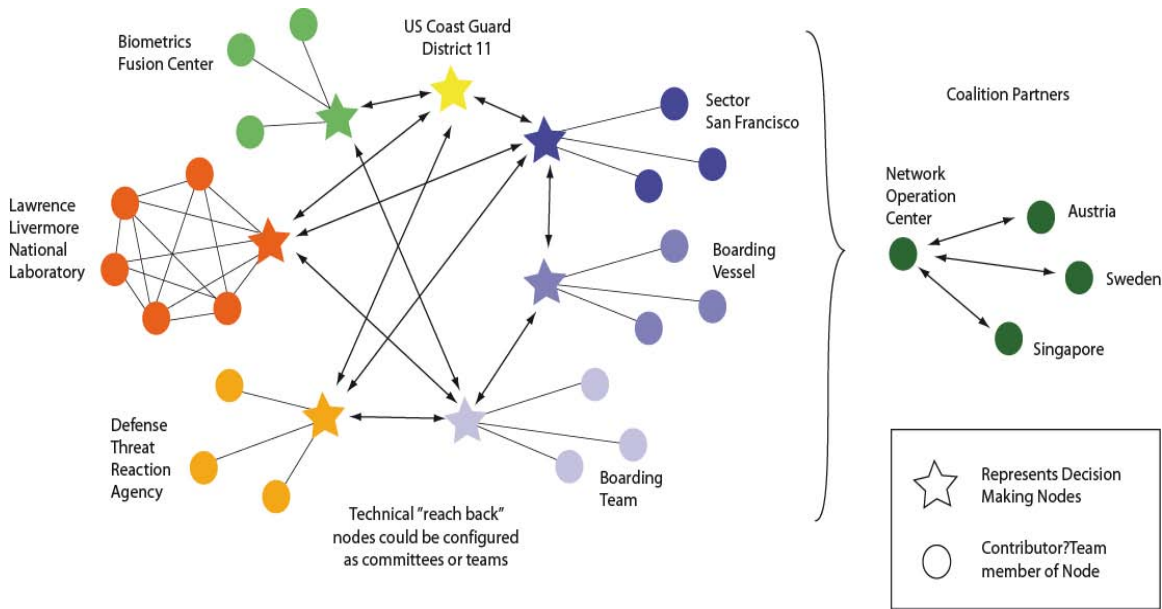 Biometrics
Fusion Center
US Coast Guard
District 11
Sector
San Francisco
Lawrence
Livermore
National
Laboratory
Boarding
Vessel
Defense
Threat
Reaction
Agency
Boarding
Team
Technical "reach back"
nodes could be configured
as committees or teams
Coalition Partners
Network
Operation
Center
Austria
Sweden
Singapore
Represents Decision
Making Nodes
Contributor?Team
member of Node